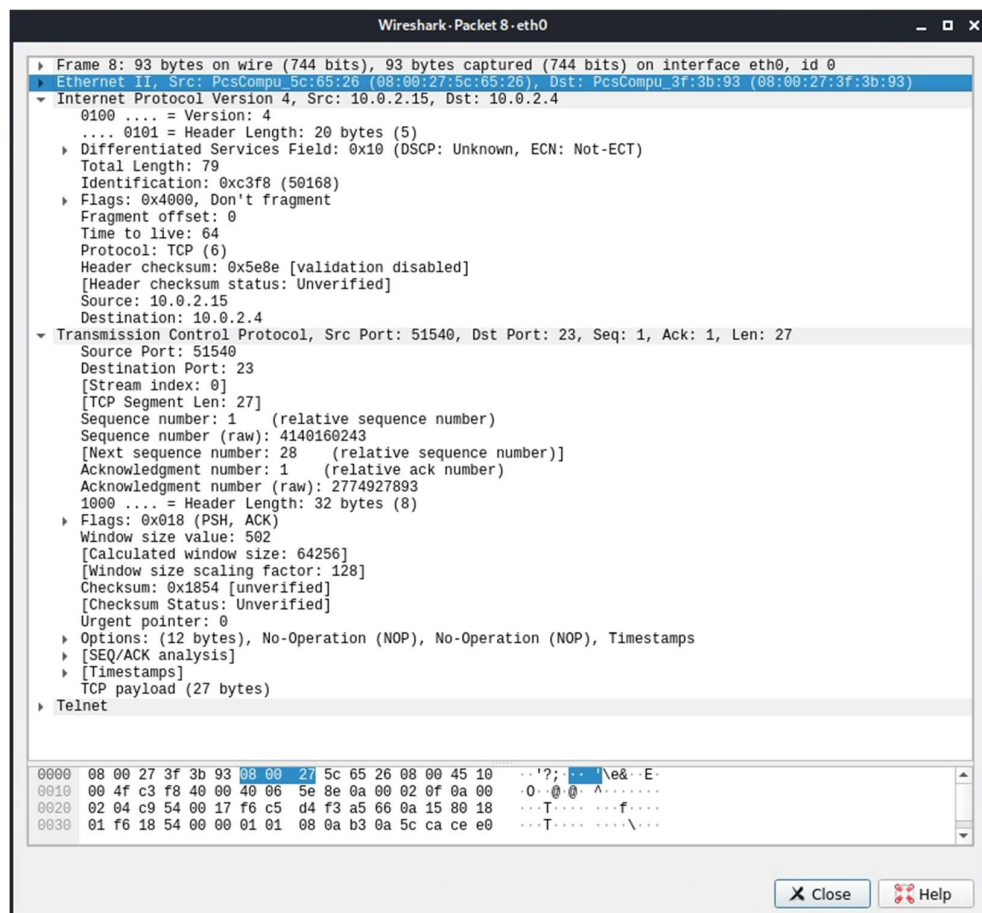 Wireshark · Packet 8 · eth0
Frame 8: 93 bytes on wire (744 bits), 93 bytes captured (744 bits) on interface eth0, id 0
Ethernet II, Src: PcsCompu_5c:65:26 (08:00:27:5c:65:26), Dst: PcsCompu_3f:3b:93 (08:00:27:3f:3b:93)
Internet Protocol Version 4, Src: 10.0.2.15, Dst: 10.0.2.4
0100 .... = Version: 4
.... 0101 = Header Length: 20 bytes (5)
Differentiated Services Field: 0x10 (DSCP: Unknown, ECN: Not-ECT)
Total Length: 79
Identification: 0xc3f8 (50168)
Flags: 0x4000, Don't fragment
Fragment offset: 0
Time to live: 64
Protocol: TCP (6)
Header checksum: 0x5e8e [validation disabled]
[Header checksum status: Unverified]
Source: 10.0.2.15
Destination: 10.0.2.4
Transmission Control Protocol, Src Port: 51540, Dst Port: 23, Seq: 1, Ack: 1, Len: 27
Source Port: 51540
Destination Port: 23
[Stream index: 0]
[TCP Segment Len: 27]
Sequence number: 1    (relative sequence number)
Sequence number (raw): 4140160243
[Next sequence number: 28    (relative sequence number)]
Acknowledgment number: 1    (relative ack number)
Acknowledgment number (raw): 2774927893
1000 .... = Header Length: 32 bytes (8)
Flags: 0x018 (PSH, ACK)
Window size value: 502
[Calculated window size: 64256]
[Window size scaling factor: 128]
Checksum: 0x1854 [unverified]
[Checksum Status: Unverified]
Urgent pointer: 0
Options: (12 bytes), No-Operation (NOP), No-Operation (NOP), Timestamps
[SEQ/ACK analysis]
[Timestamps]
TCP payload (27 bytes)
Telnet
0000 08 00 27 3f 3b 93 08 00 27 5c 65 26 08 00 45 10 ··'?;··· '\e&··E·
0010 00 4f c3 f8 40 00 40 06 5e 8e 0a 00 02 0f 0a 00 ·O··@·@· ^·······
0020 02 04 c9 54 00 17 f6 c5 d4 f3 a5 66 0a 15 80 18 ···T···· ···f····
0030 01 f6 18 54 00 00 01 01 08 0a b3 0a 5c ca ce e0 ···T···· ····\···
Close
Help